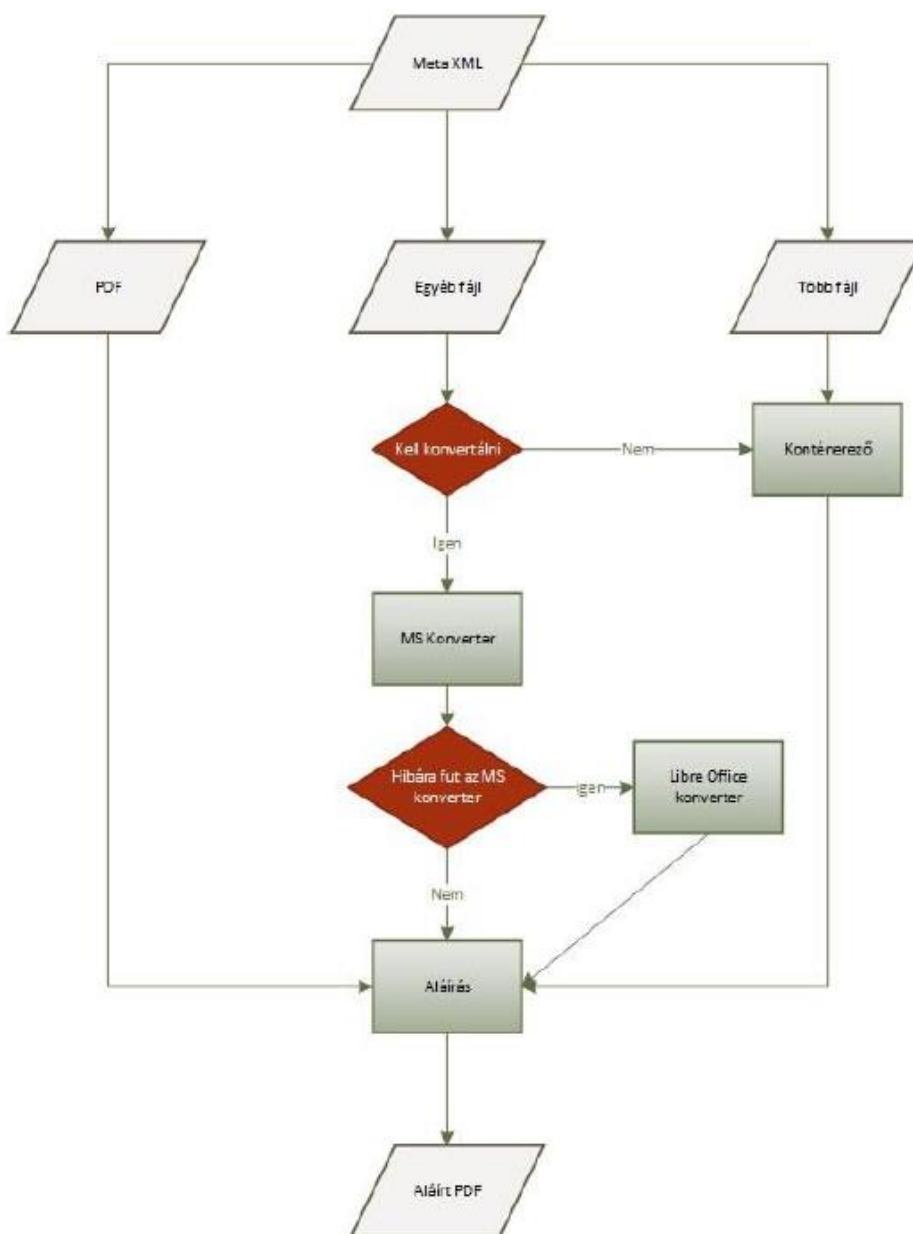 Meta XML
PDF
Egyéb fájl
Több fájl
Kell konvertálni
Nem
Konténerező
Igen
MS Konverter
Hibára fut az MS
konverter
Igen
Libre Office
konverter
Nem
Aláírás
Aláírt PDF